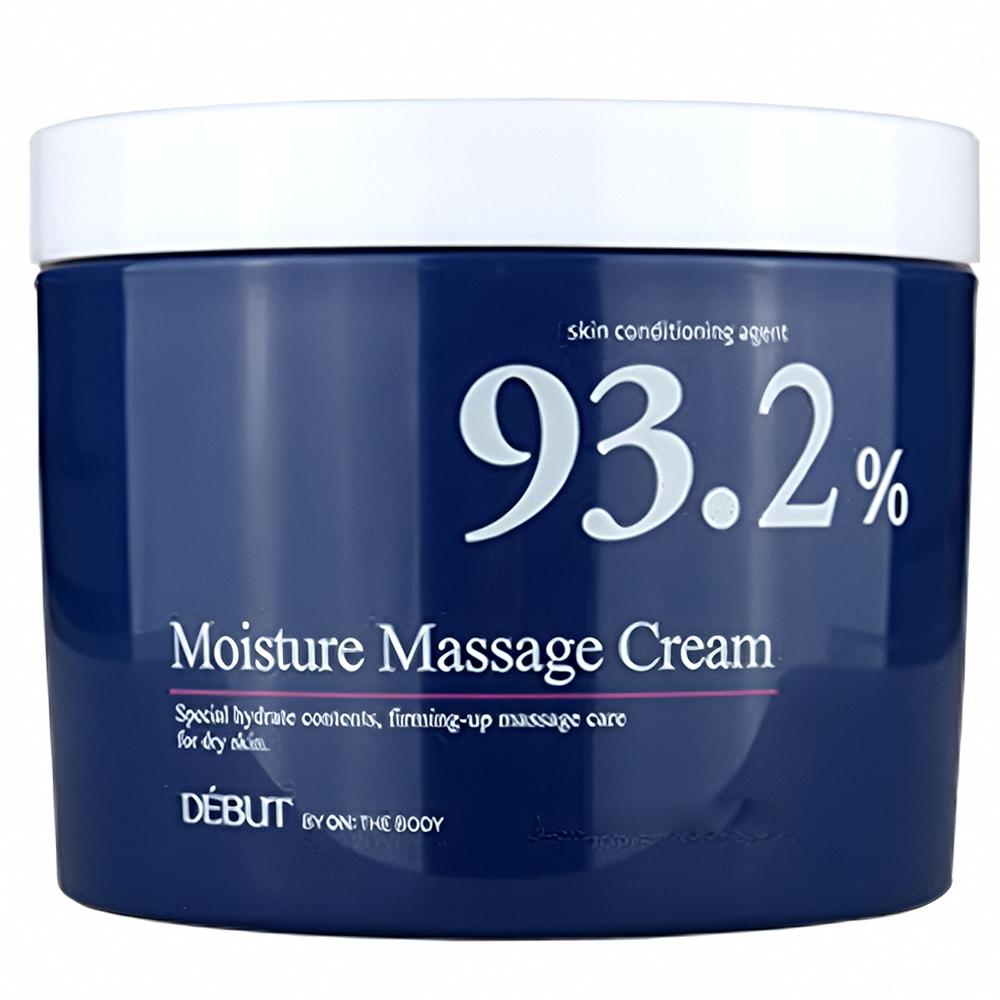 skin conditioning agent
93.2%
Moisture Massage Cream
Special hydrate contents, firming-up massage care
for dry skin.
DÉBUT BY ON: THE BODY